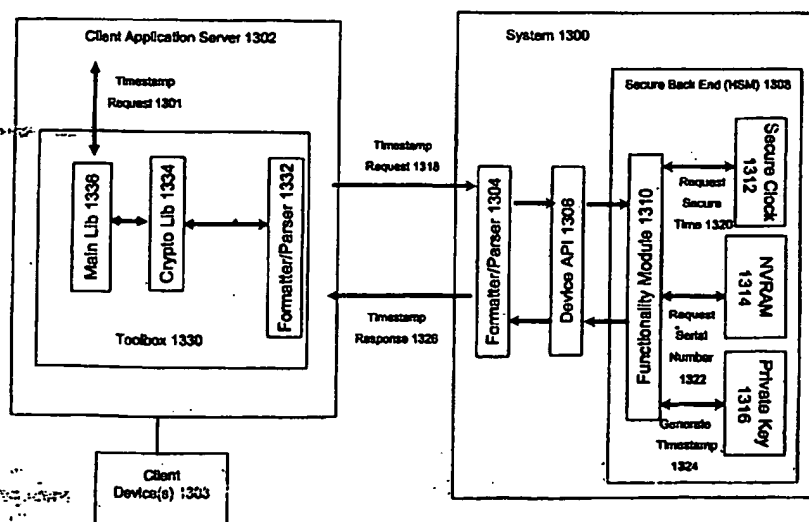 Client Application Server 1302
Timestamp
Request 1301
Main Lib 1336
Crypto Lib 1334
Formatter/Parser 1332
Toolbox 1330
Client
Device(s) 1303
Timestamp
Request 1318
Timestamp
Response 1326
System 1300
Formatter/Parser 1304
Device API 1306
Secure Back End (HSM) 1308
Functionality Module 1310
Secure Clock
1312
Request
Secure
Time 1320
NVRAM
1314
Request
Serial
Number
1322
Private Key
1316
Generate
Timestamp
1324